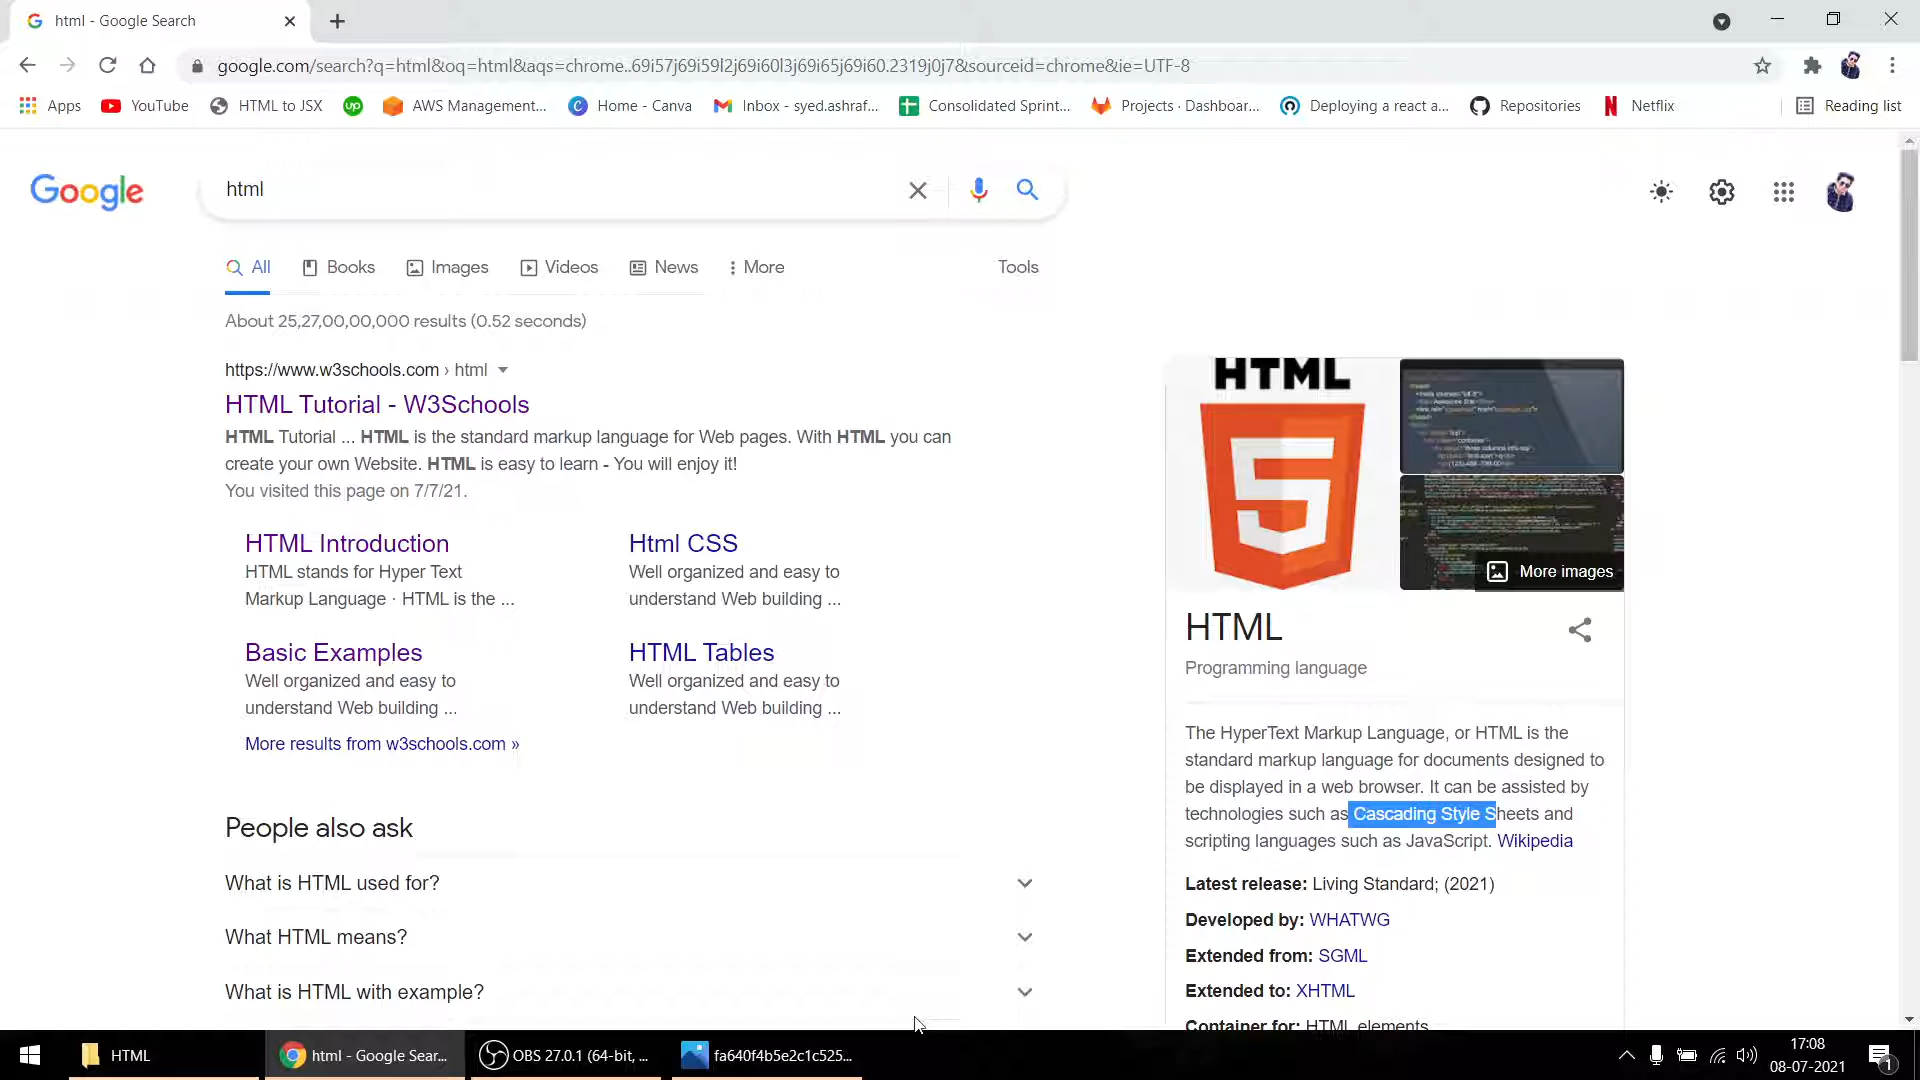 html - Google Search
google.com/search?q=html&oq=html&aqs=chrome..69i57j69i59l2j69i60l3j69i65j69i60.2319j0j7&sourceid=chrome&ie=UTF-8
Apps YouTube HTML to JSX up AWS Management... Home - Canva Inbox - syed.ashraf... Consolidated Sprint... Projects · Dashboar... Deploying a react a... Repositories Netflix Reading list
Google html
All Books Images Videos News More Tools
About 25,27,00,00,000 results (0.52 seconds)
https://www.w3schools.com › html
HTML Tutorial - W3Schools
HTML Tutorial ... HTML is the standard markup language for Web pages. With HTML you can
create your own Website. HTML is easy to learn - You will enjoy it!
You visited this page on 7/7/21.
HTML Introduction
HTML stands for Hyper Text
Markup Language · HTML is the ...
Html CSS
Well organized and easy to
understand Web building ...
Basic Examples
Well organized and easy to
understand Web building ...
HTML Tables
Well organized and easy to
understand Web building ...
More results from w3schools.com »
People also ask
What is HTML used for?
What HTML means?
What is HTML with example?
HTML
5
More images
HTML
Programming language
The HyperText Markup Language, or HTML is the
standard markup language for documents designed to
be displayed in a web browser. It can be assisted by
technologies such as Cascading Style Sheets and
scripting languages such as JavaScript. Wikipedia
Latest release: Living Standard; (2021)
Developed by: WHATWG
Extended from: SGML
Extended to: XHTML
Container for: HTML elements
HTML html - Google Sear... OBS 27.0.1 (64-bit, ... fa640f4b5e2c1c525...
17:08
08-07-2021
1